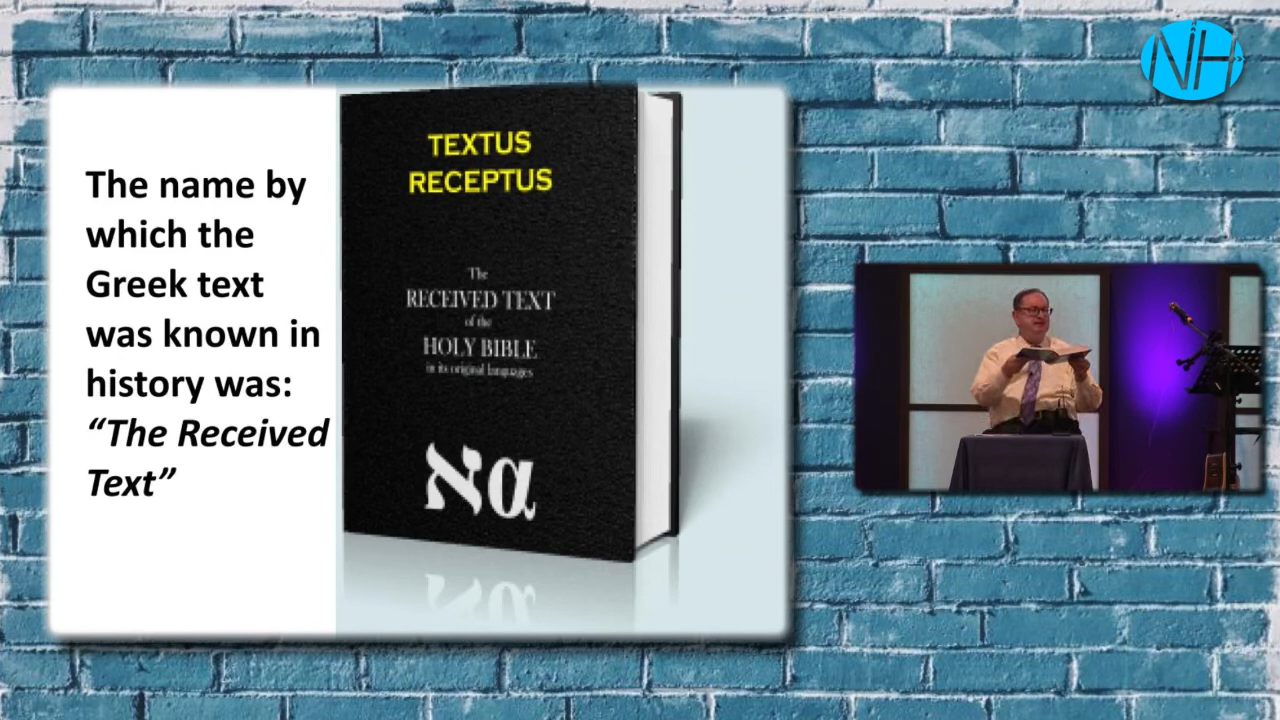 The name by
which the
Greek text
was known in
history was:
“The Received
Text”
TEXTUS
RECEPTUS
The
RECEIVED TEXT
of the
HOLY BIBLE
in its original languages
א α
NH